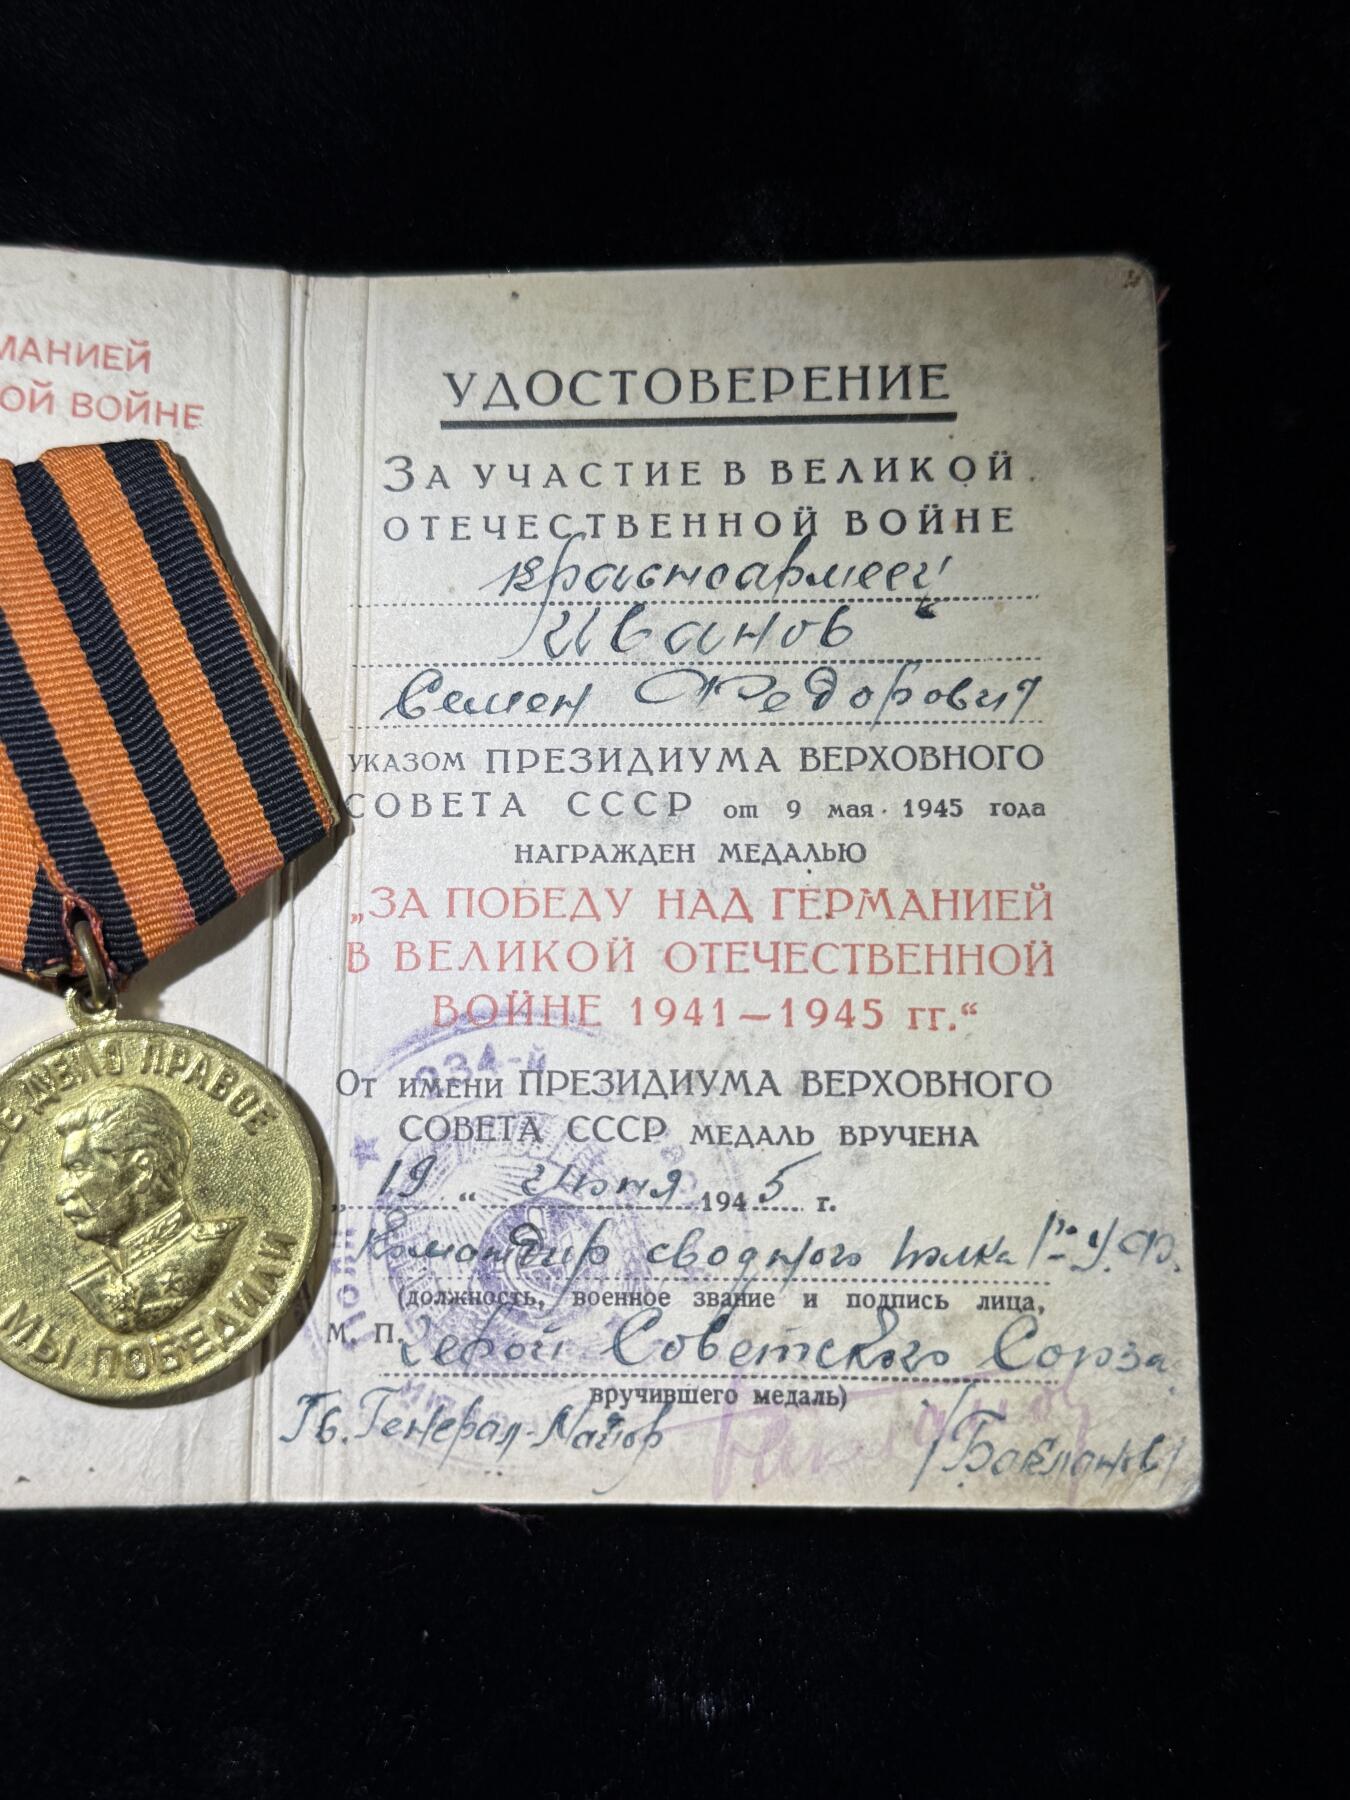 МАНИЕЙ
ОЙ ВОЙНЕ
Е ДЕЛО ПРАВОЕ
МЫ ПОБЕДИЛИ
УДОСТОВЕРЕНИЕ
ЗА УЧАСТИЕ В ВЕЛИКОЙ
ОТЕЧЕСТВЕННОЙ ВОЙНЕ
Красноармеец
Иванов
Семен Федорович
УКАЗОМ ПРЕЗИДИУМА ВЕРХОВНОГО
СОВЕТА СССР от 9 мая 1945 года
НАГРАЖДЕН МЕДАЛЬЮ
„ЗА ПОБЕДУ НАД ГЕРМАНИЕЙ
В ВЕЛИКОЙ ОТЕЧЕСТВЕННОЙ
ВОЙНЕ 1941—1945 гг.“
234-й
От имени ПРЕЗИДИУМА ВЕРХОВНОГО
СОВЕТА СССР МЕДАЛЬ ВРУЧЕНА
„19“ Июня 1945 г.
Командир сводного полка 1го У.Ф.
(должность, военное звание и подпись лица,
М. П. Герой Советского Союза
вручившего медаль)
Гв. Генерал-Майор /Бакланов/